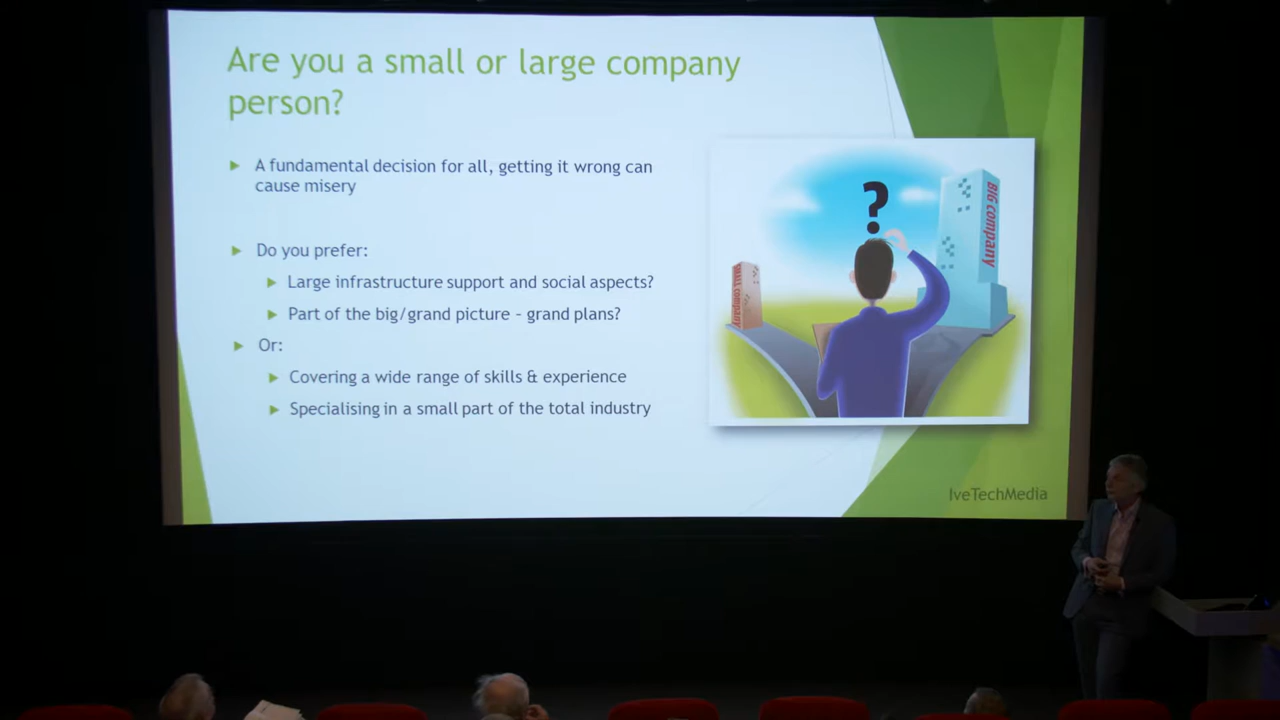 Are you a small or large company
person?
A fundamental decision for all, getting it wrong can
cause misery
Do you prefer:
Large infrastructure support and social aspects?
Part of the big/grand picture – grand plans?
Or:
Covering a wide range of skills & experience
Specialising in a small part of the total industry
?
BIG company
SMALL company
IveTechMedia